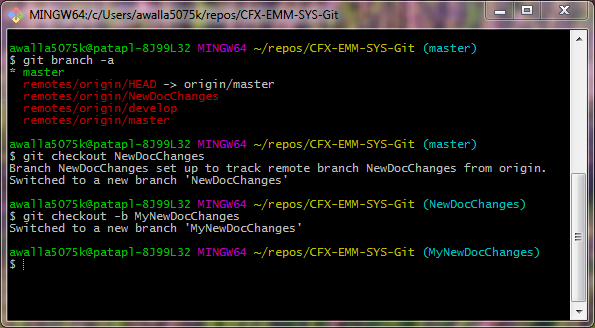 MINGW64:/c/Users/awalla5075k/repos/CFX-EMM-SYS-Git
awalla5075k@patapl-8J99L32 MINGW64 ~/repos/CFX-EMM-SYS-Git (master)
$ git branch -a
* master
remotes/origin/HEAD -> origin/master
remotes/origin/NewDocChanges
remotes/origin/develop
remotes/origin/master
awalla5075k@patapl-8J99L32 MINGW64 ~/repos/CFX-EMM-SYS-Git (master)
$ git checkout NewDocChanges
Branch NewDocChanges set up to track remote branch NewDocChanges from origin.
Switched to a new branch 'NewDocChanges'
awalla5075k@patapl-8J99L32 MINGW64 ~/repos/CFX-EMM-SYS-Git (NewDocChanges)
$ git checkout -b MyNewDocChanges
Switched to a new branch 'MyNewDocChanges'
awalla5075k@patapl-8J99L32 MINGW64 ~/repos/CFX-EMM-SYS-Git (MyNewDocChanges)
$